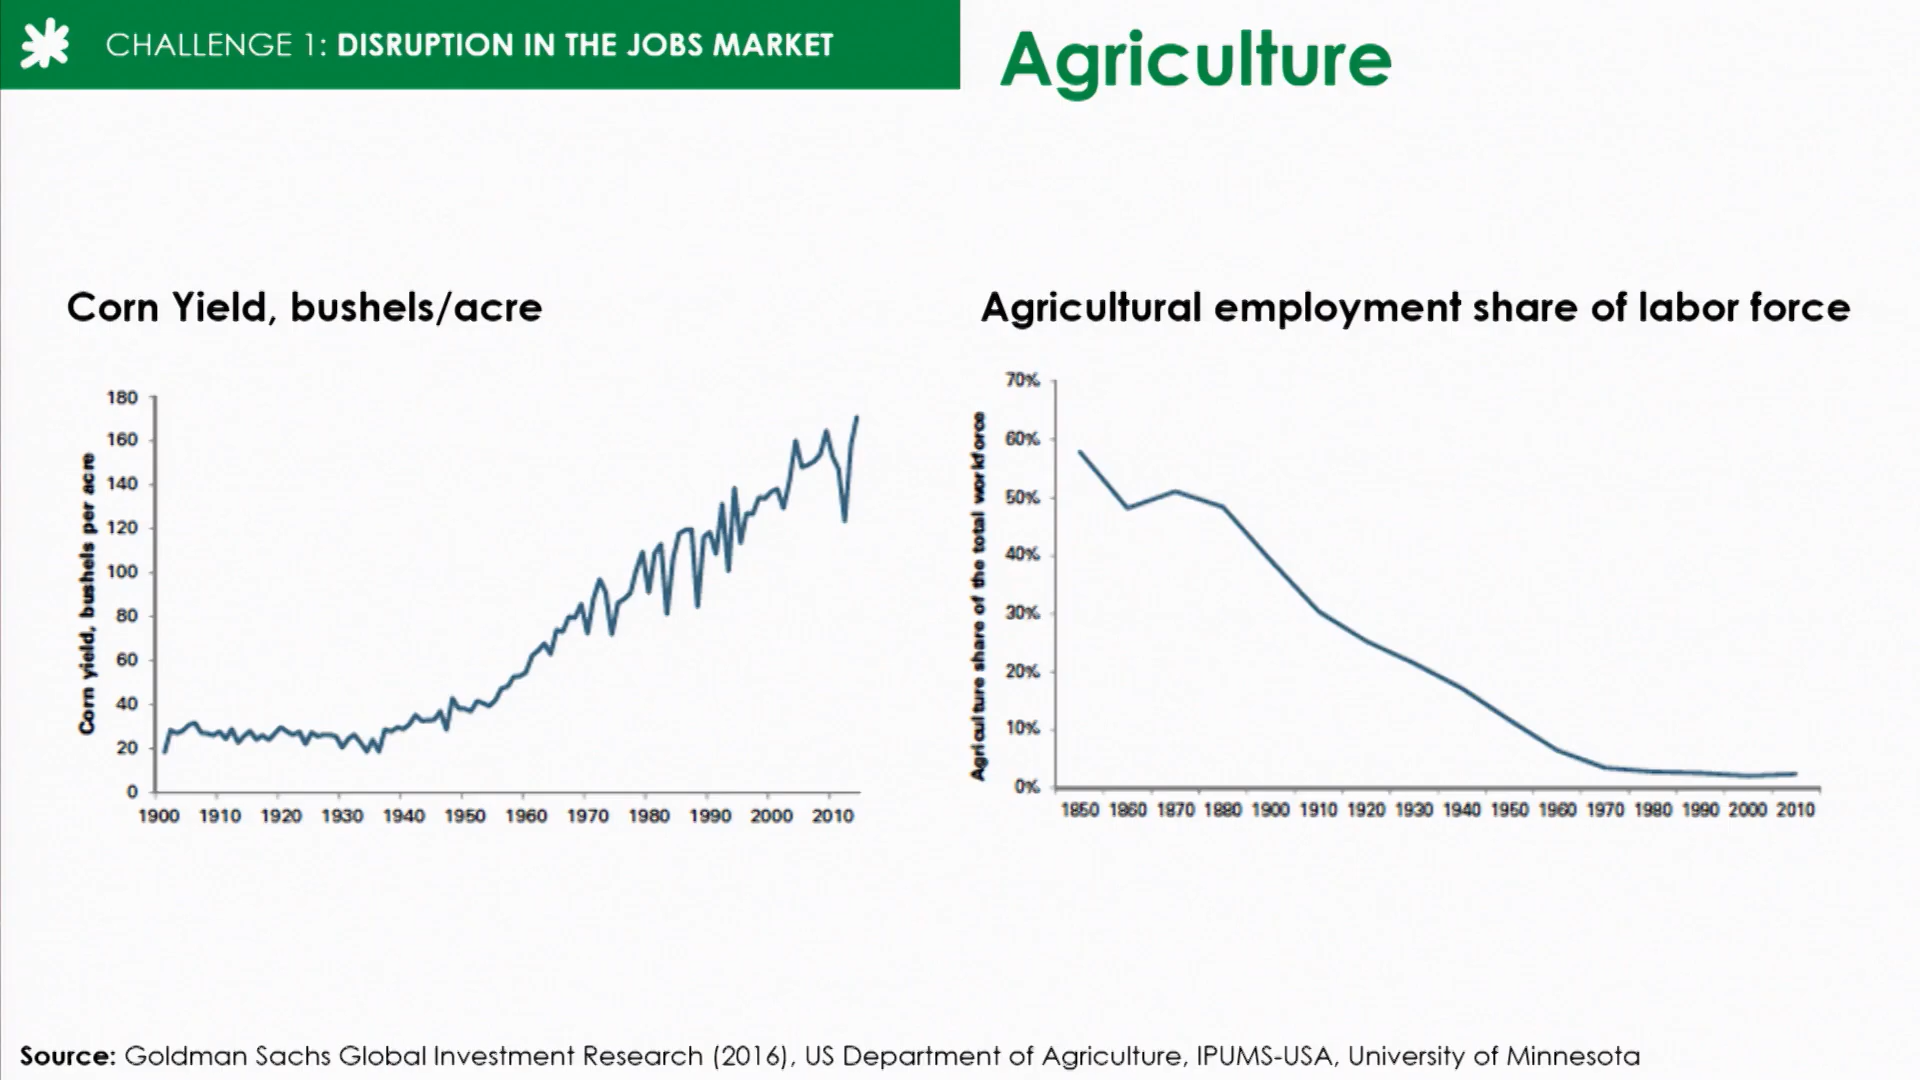 CHALLENGE 1: DISRUPTION IN THE JOBS MARKET
Agriculture
Corn Yield, bushels/acre
Corn yield, bushels per acre
180
160
140
120
100
80
60
40
20
0
1900 1910 1920 1930 1940 1950 1960 1970 1980 1990 2000 2010
Agricultural employment share of labor force
Agriculture share of the total workforce
70%
60%
50%
40%
30%
20%
10%
0%
1850 1860 1870 1880 1900 1910 1920 1930 1940 1950 1960 1970 1980 1990 2000 2010
Source: Goldman Sachs Global Investment Research (2016), US Department of Agriculture, IPUMS-USA, University of Minnesota